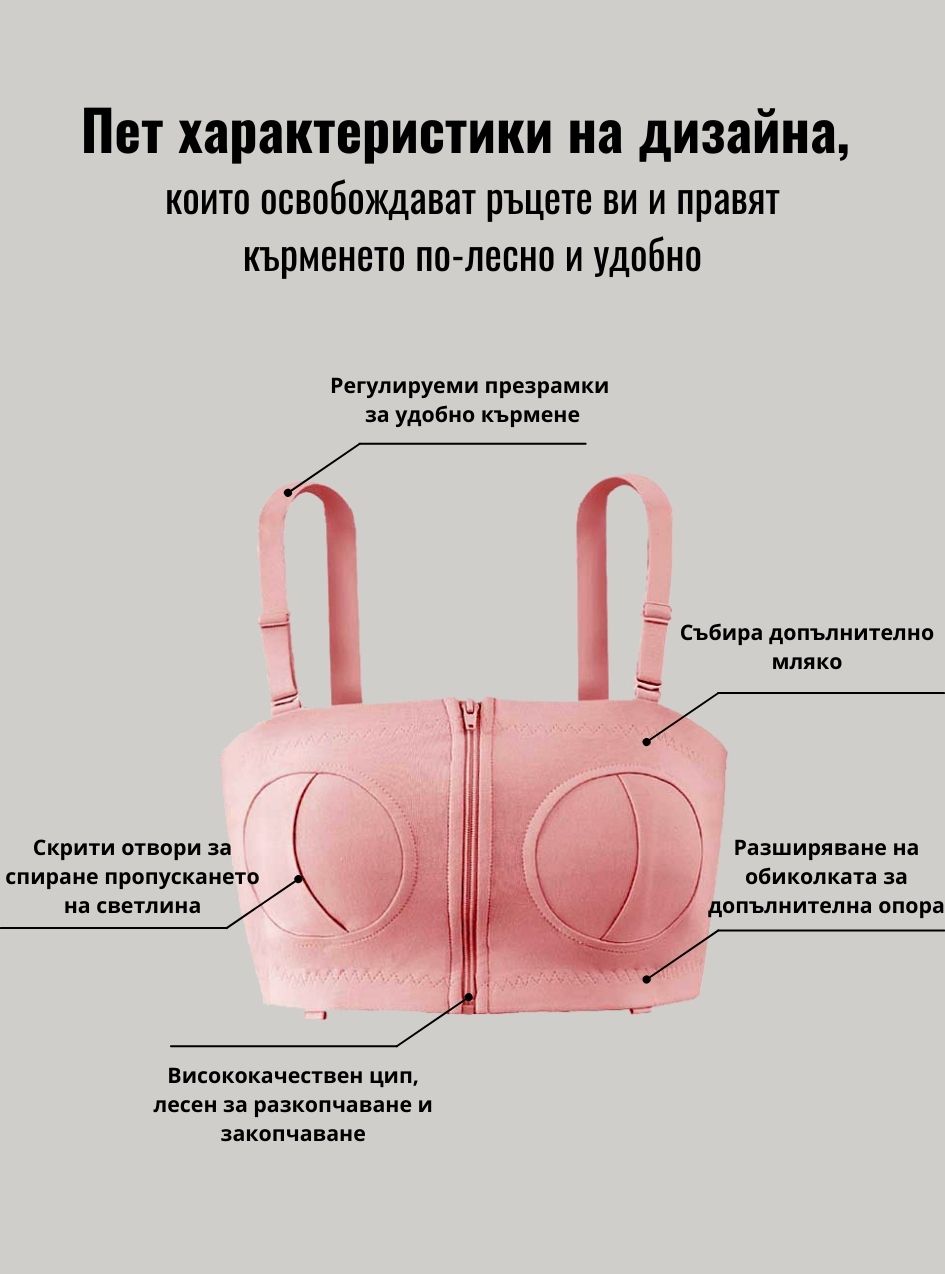 Пет характеристики на дизайна,
които освобождават ръцете ви и правят
кърменето по-лесно и удобно
Регулируеми презрамки
за удобно кърмене
Събира допълнително
мляко
Скрити отвори за
спиране пропускането
на светлина
Разширяване на
обиколката за
допълнителна опора
Висококачествен цип,
лесен за разкопчаване и
закопчаване